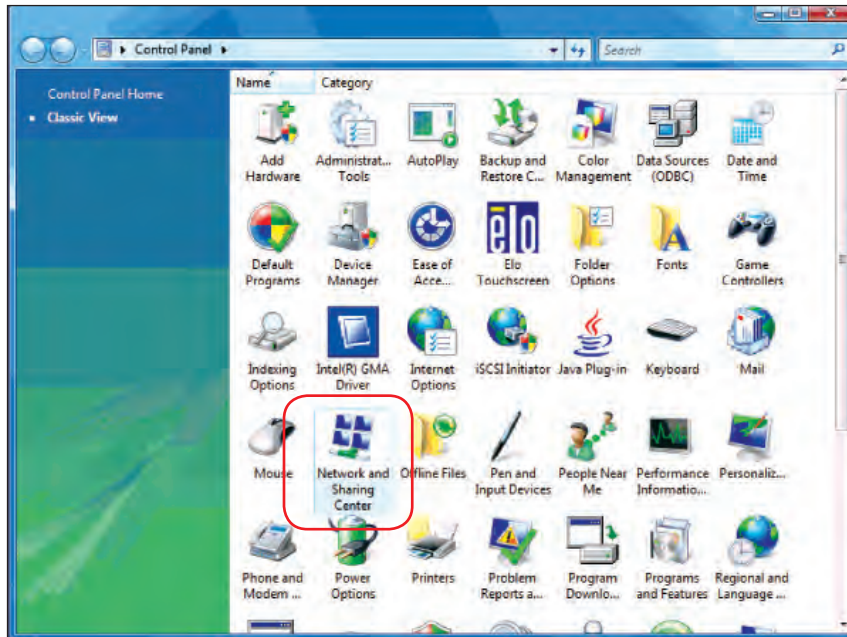 Control Panel
Search
Control Panel Home
Classic View
Name Category
Add Hardware
Administrat... Tools
AutoPlay
Backup and Restore C...
Color Management
Data Sources (ODBC)
Date and Time
Default Programs
Device Manager
Ease of Acce...
elo
Elo Touchscreen
Folder Options
Fonts
Game Controllers
Indexing Options
Intel(R) GMA Driver
Internet Options
iSCSI Initiator
Java Plug-in
Keyboard
Mail
Mouse
Network and Sharing Center
Offline Files
Pen and Input Devices
People Near Me
Performance Informatio...
Personaliz...
Phone and Modem ...
Power Options
Printers
Problem Reports a...
Program Downlo...
Programs and Features
Regional and Language ...